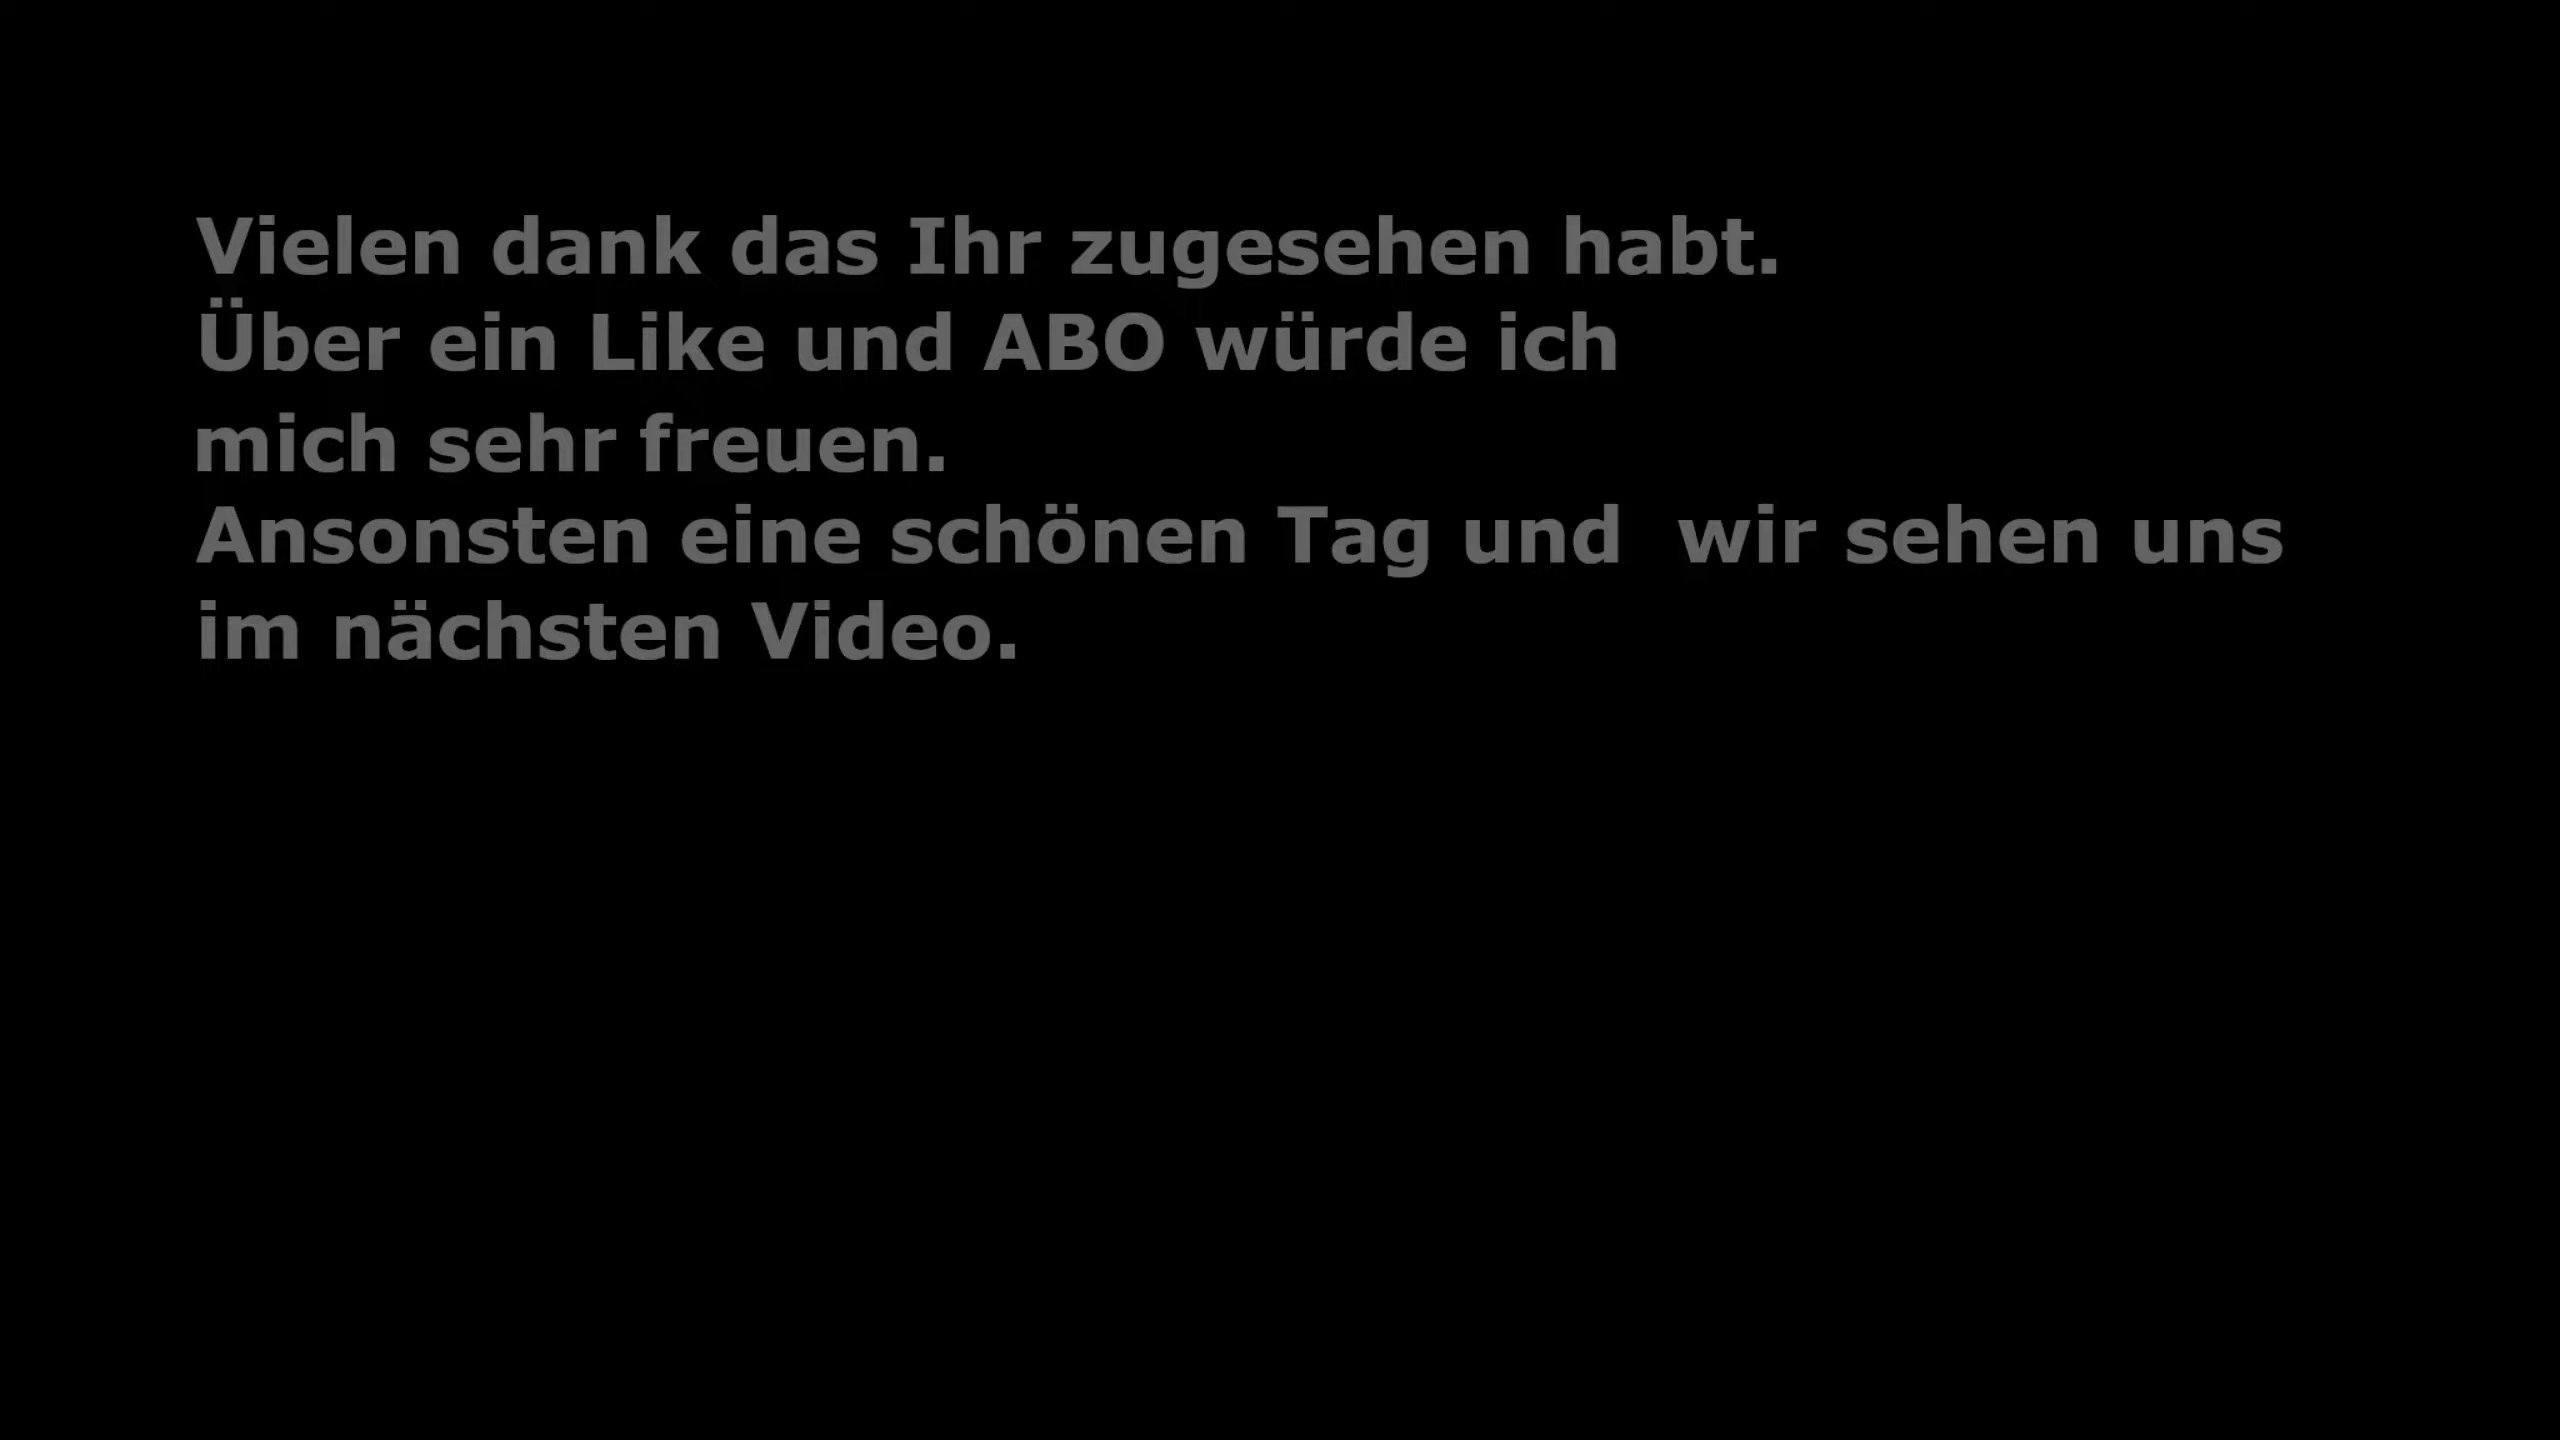 Vielen dank das Ihr zugesehen habt.
Über ein Like und ABO würde ich
mich sehr freuen.
Ansonsten eine schönen Tag und  wir sehen uns
im nächsten Video.